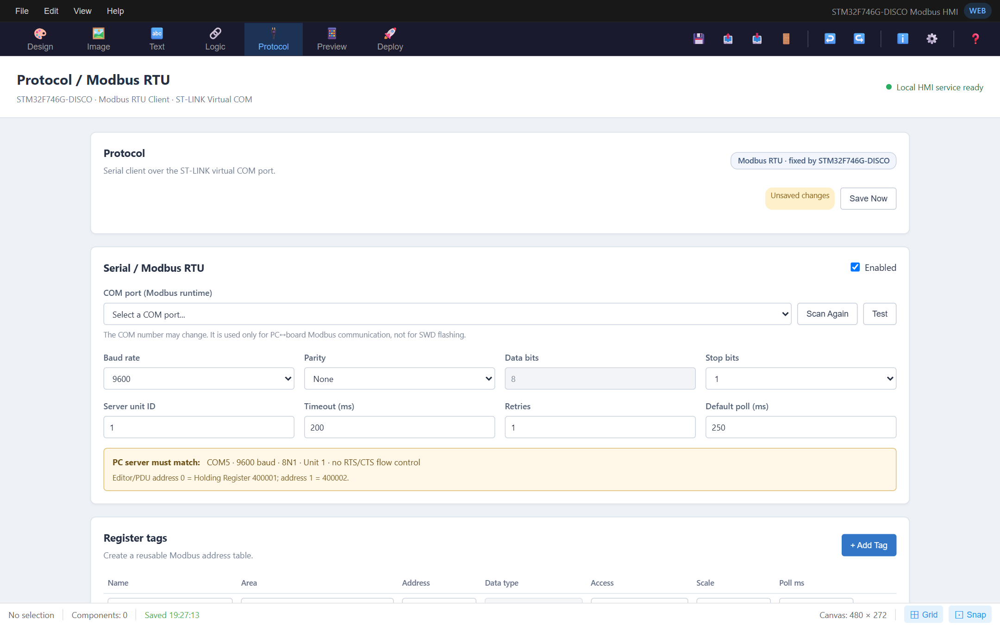 File Edit View Help
STM32F746G-DISCO Modbus HMI WEB
abc
Design Image Text Logic Protocol Preview Deploy
Protocol / Modbus RTU
STM32F746G-DISCO · Modbus RTU Client · ST-LINK Virtual COM
Local HMI service ready
Protocol
Serial client over the ST-LINK virtual COM port.
Modbus RTU · fixed by STM32F746G-DISCO
Unsaved changes Save Now
Serial / Modbus RTU
Enabled
COM port (Modbus runtime)
Select a COM port... Scan Again Test
The COM number may change. It is used only for PC↔board Modbus communication, not for SWD flashing.
Baud rate Parity Data bits Stop bits
9600 None 8 1
Server unit ID Timeout (ms) Retries Default poll (ms)
1 200 1 250
PC server must match: COM5 · 9600 baud · 8N1 · Unit 1 · no RTS/CTS flow control
Editor/PDU address 0 = Holding Register 400001; address 1 = 400002.
Register tags
Create a reusable Modbus address table.
+ Add Tag
Name Area Address Data type Access Scale Poll ms
No selection Components: 0 Saved 19:27:13 Canvas: 480 × 272 Grid Snap